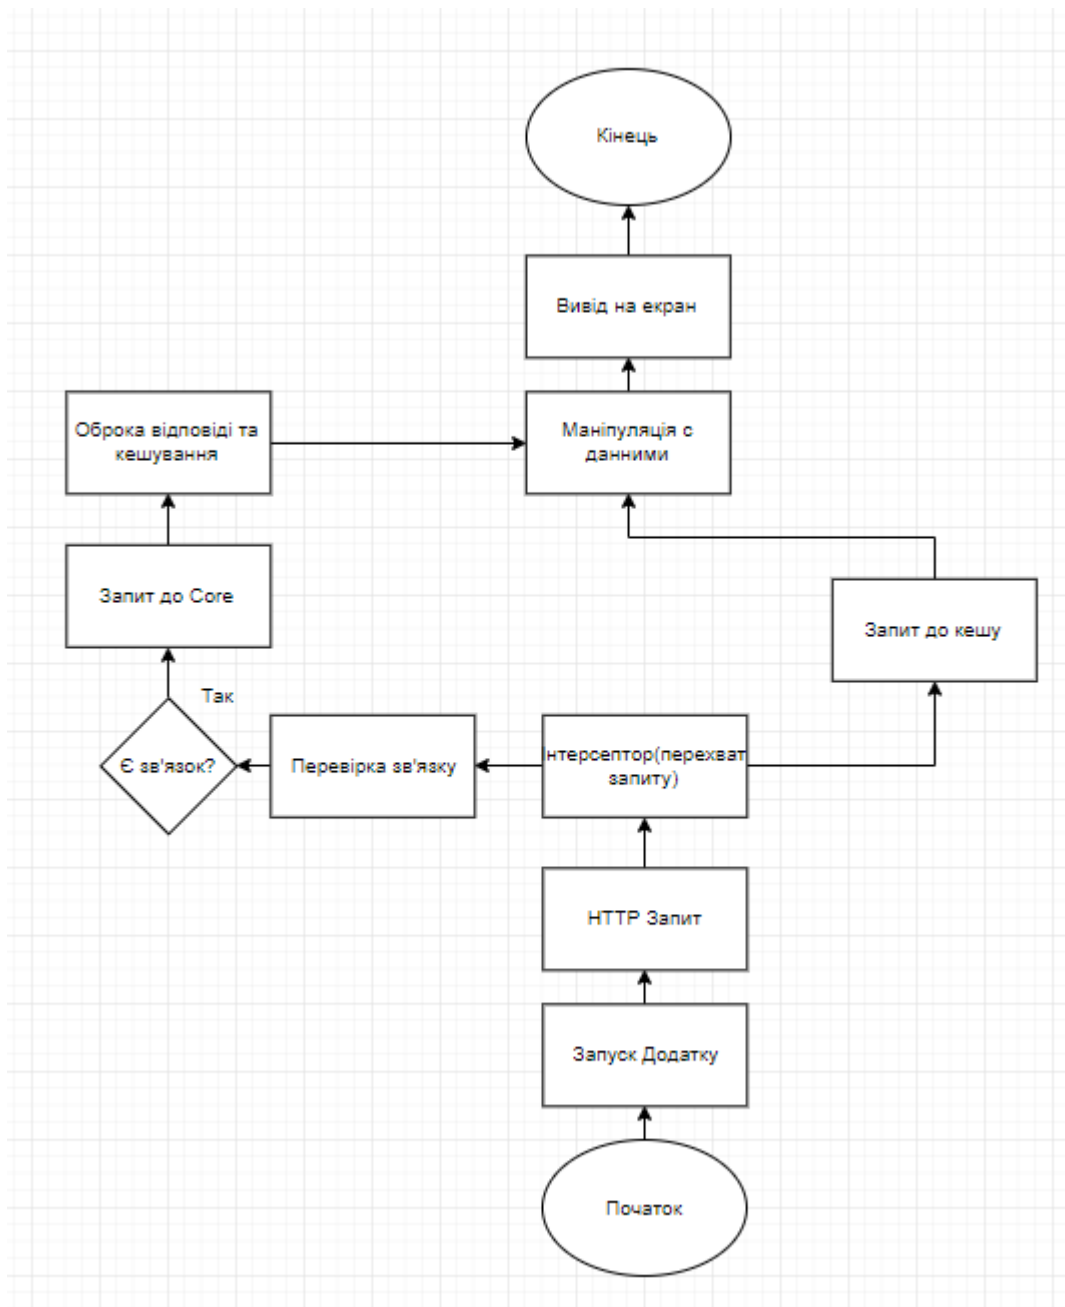 Кінець
Вивід на екран
Оброка відповіді та
кешування
Маніпуляція с
данними
Запит до Core
Запит до кешу
Так
Є зв'язок?
Перевірка зв'язку
Інтерсептор(перехват
запиту)
HTTP Запит
Запуск Додатку
Початок